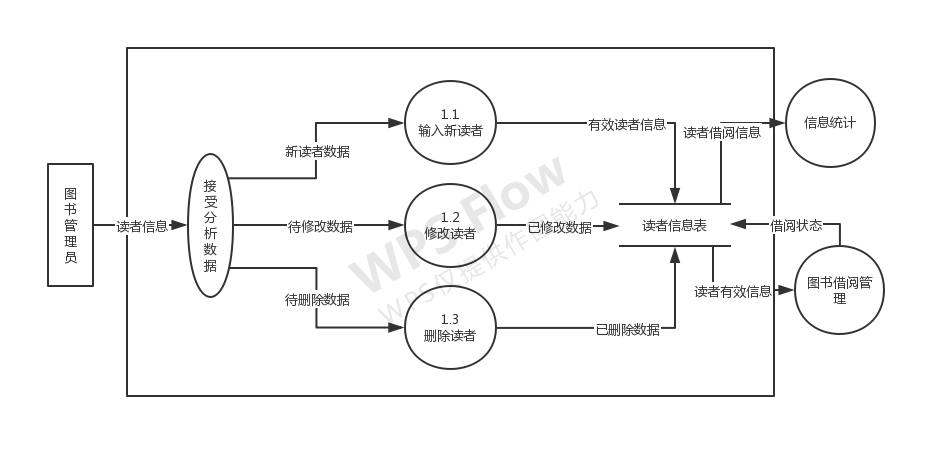 图
书
管
理
员
读者信息
接
受
分
析
数
据
新读者数据
待修改数据
待删除数据
1.1
输入新读者
1.2
修改读者
1.3
删除读者
有效读者信息
已修改数据
已删除数据
读者信息表
读者借阅信息
信息统计
借阅状态
读者有效信息
图书借阅管
理
WPS Flow
WPS仅提供作图能力